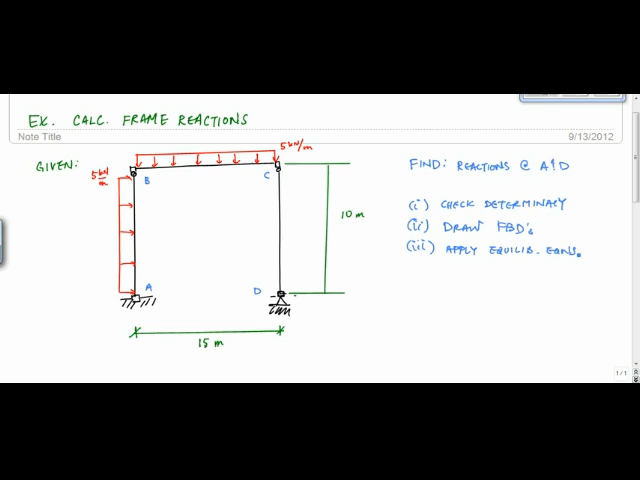 EX. CALC. FRAME REACTIONS
Note Title
9/13/2012
GIVEN:
5 kN/m
5 kN/m
B
C
A
D
10 m
15 m
FIND: REACTIONS @ A & D
(i) CHECK DETERMINACY
(ii) DRAW FBD's
(iii) APPLY EQUILIB. EQNS.
1/1